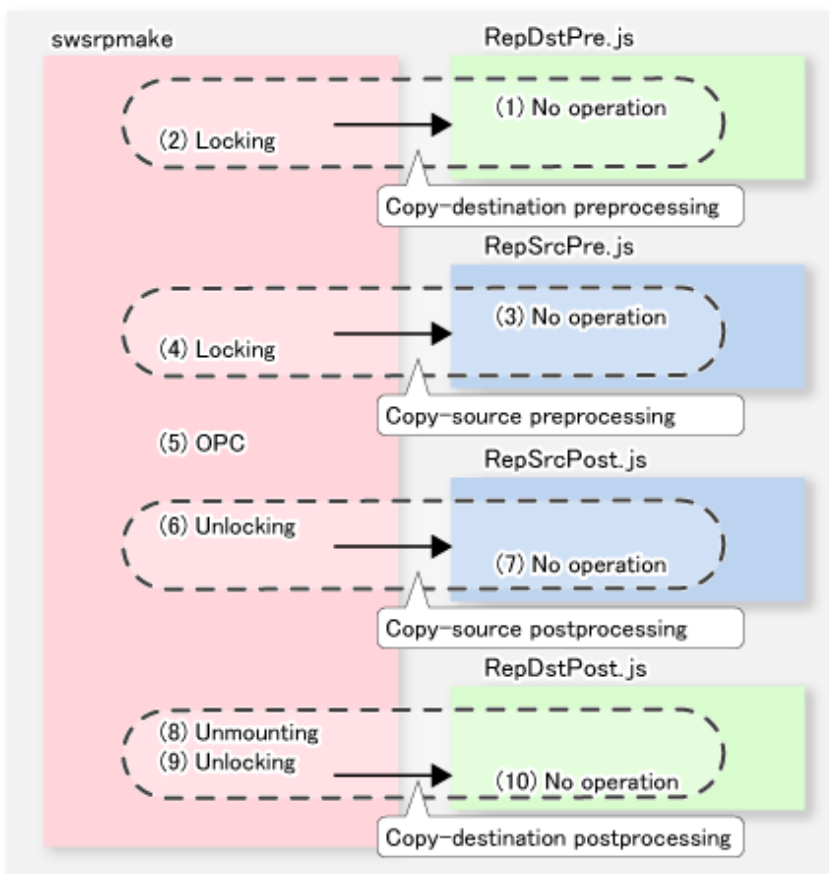 swsrpmake
RepDstPre.js
(1) No operation
(2) Locking
Copy-destination preprocessing
RepSrcPre.js
(3) No operation
(4) Locking
Copy-source preprocessing
(5) OPC
RepSrcPost.js
(6) Unlocking
(7) No operation
Copy-source postprocessing
RepDstPost.js
(8) Unmounting
(9) Unlocking
(10) No operation
Copy-destination postprocessing